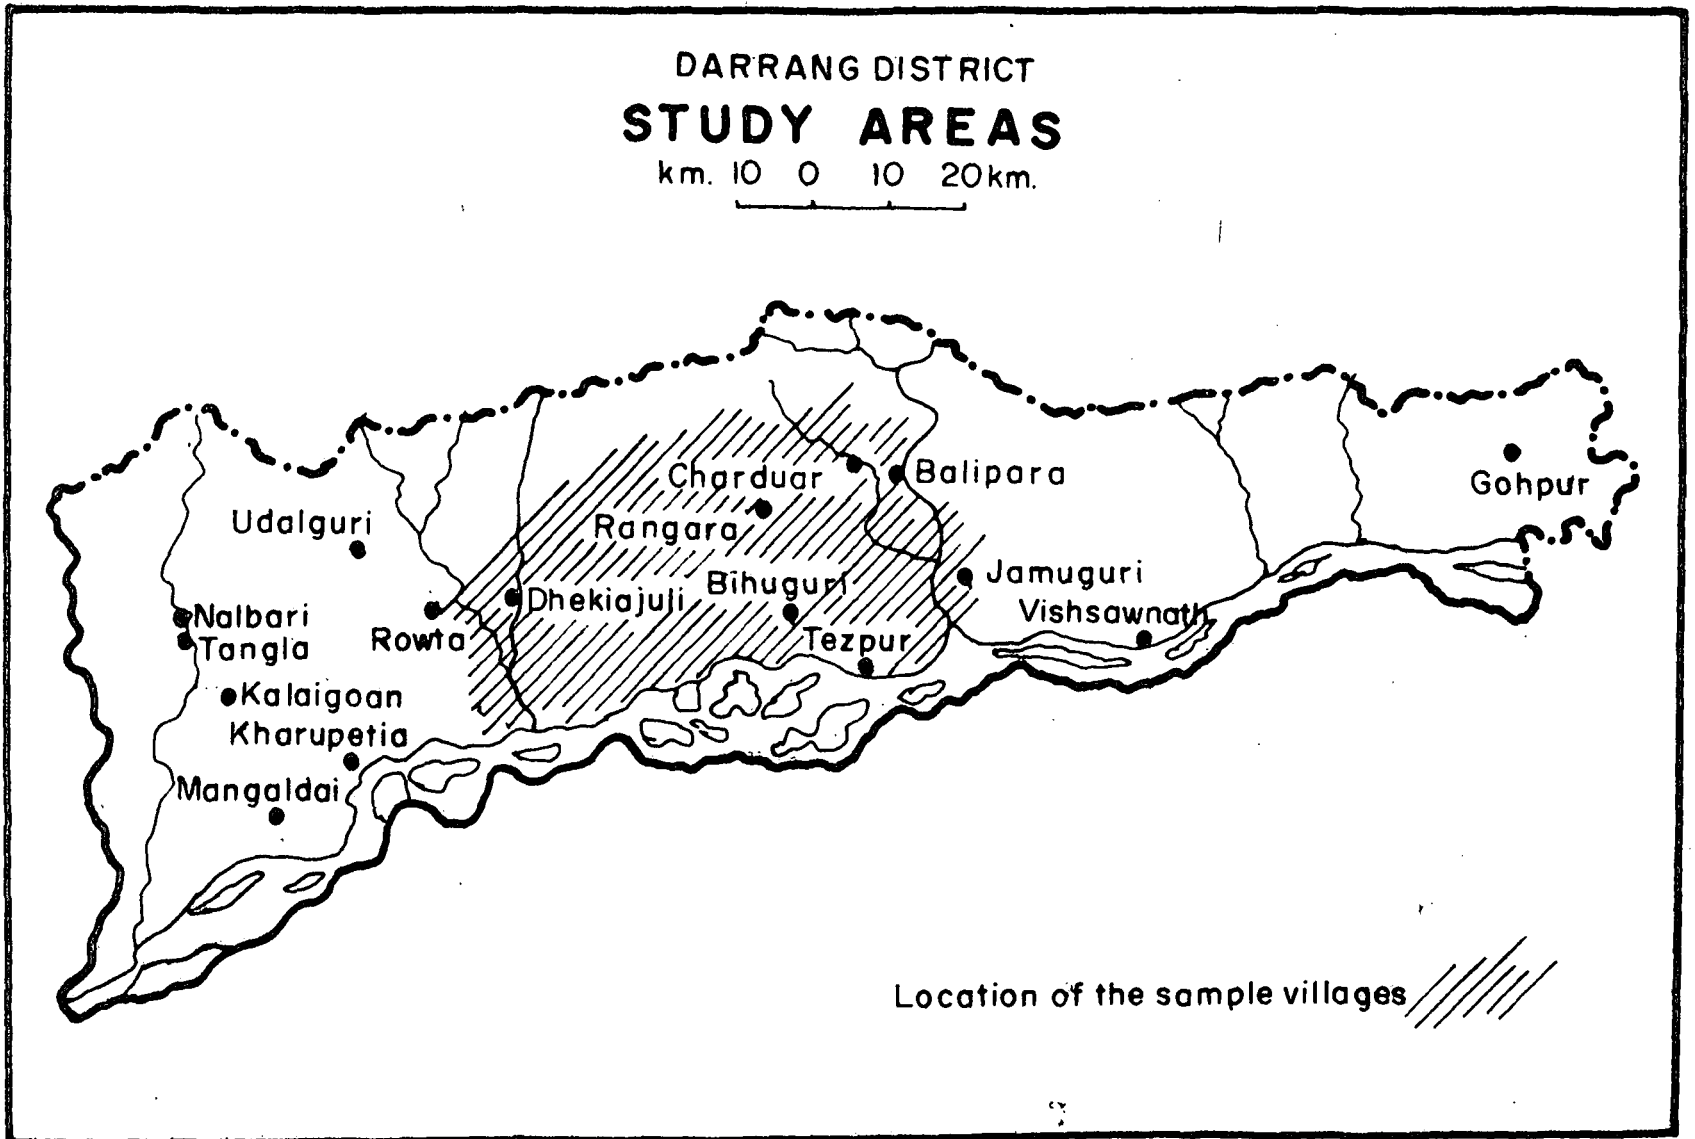 DARRANG DISTRICT
STUDY AREAS
km. 10 0 10 20km.
Charduar
Balipara
Gohpur
Udalguri
Rangara
Bihuguri
Jamuguri
Dhekiajuli
Vishsawnath
Nalbari
Rowta
Tezpur
Tangla
Kalaigoan
Kharupetia
Mangaldai
Location of the sample villages